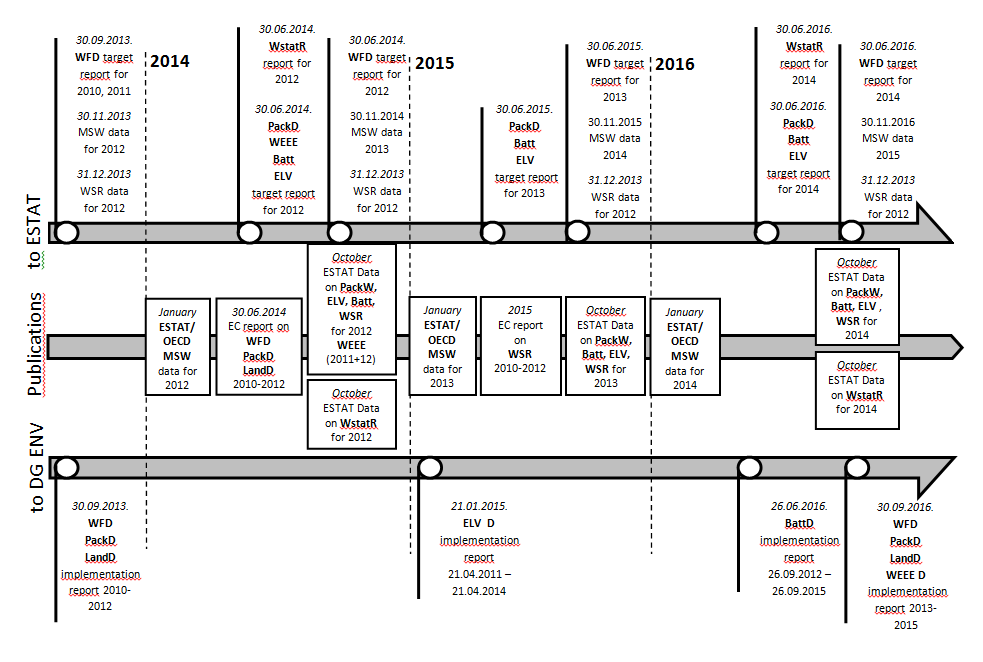 30.09.2013.
WFD target
report for
2010, 2011
30.11.2013
MSW data
for 2012
31.12.2013
WSR data
for 2012
2014
30.06.2014.
WstatR
report for
2012
30.06.2014.
PackD
WEEE
Batt
ELV
target report
for 2012
30.06.2014.
WFD target
report for
2012
30.11.2014
MSW data
2013
31.12.2013
WSR data
for 2012
2015
30.06.2015.
PackD
Batt
ELV
target report
for 2013
30.06.2015.
WFD target
report for
2013
30.11.2015
MSW data
2014
31.12.2013
WSR data
for 2012
2016
30.06.2016.
WstatR
report for
2014
30.06.2016.
PackD
Batt
ELV
target report
for 2014
30.06.2016.
WFD target
report for
2014
30.11.2016
MSW data
2015
31.12.2013
WSR data
for 2012
to ESTAT
Publications
January
ESTAT/
OECD
MSW
data for
2012
30.06.2014
EC report on
WFD
PackD
LandD
2010-2012
October
ESTAT Data
on PackW,
ELV, Batt,
WSR
for 2012
WEEE
(2011+12)
October
ESTAT Data
on WstatR
for 2012
January
ESTAT/
OECD
MSW
data for
2013
2015
EC report
on
WSR
2010-2012
October
ESTAT Data
on PackW,
Batt, ELV,
WSR for
2013
January
ESTAT/
OECD
MSW
data for
2014
October
ESTAT Data
on PackW,
Batt, ELV ,
WSR for
2014
October
ESTAT Data
on WstatR
for 2014
to DG ENV
30.09.2013.
WFD
PackD
LandD
implementation
report 2010-
2012
21.01.2015.
ELV D
implementation
report
21.04.2011 –
21.04.2014
26.06.2016.
BattD
implementation
report
26.09.2012 –
26.09.2015
30.09.2016.
WFD
PackD
LandD
WEEE D
implementation
report 2013-
2015